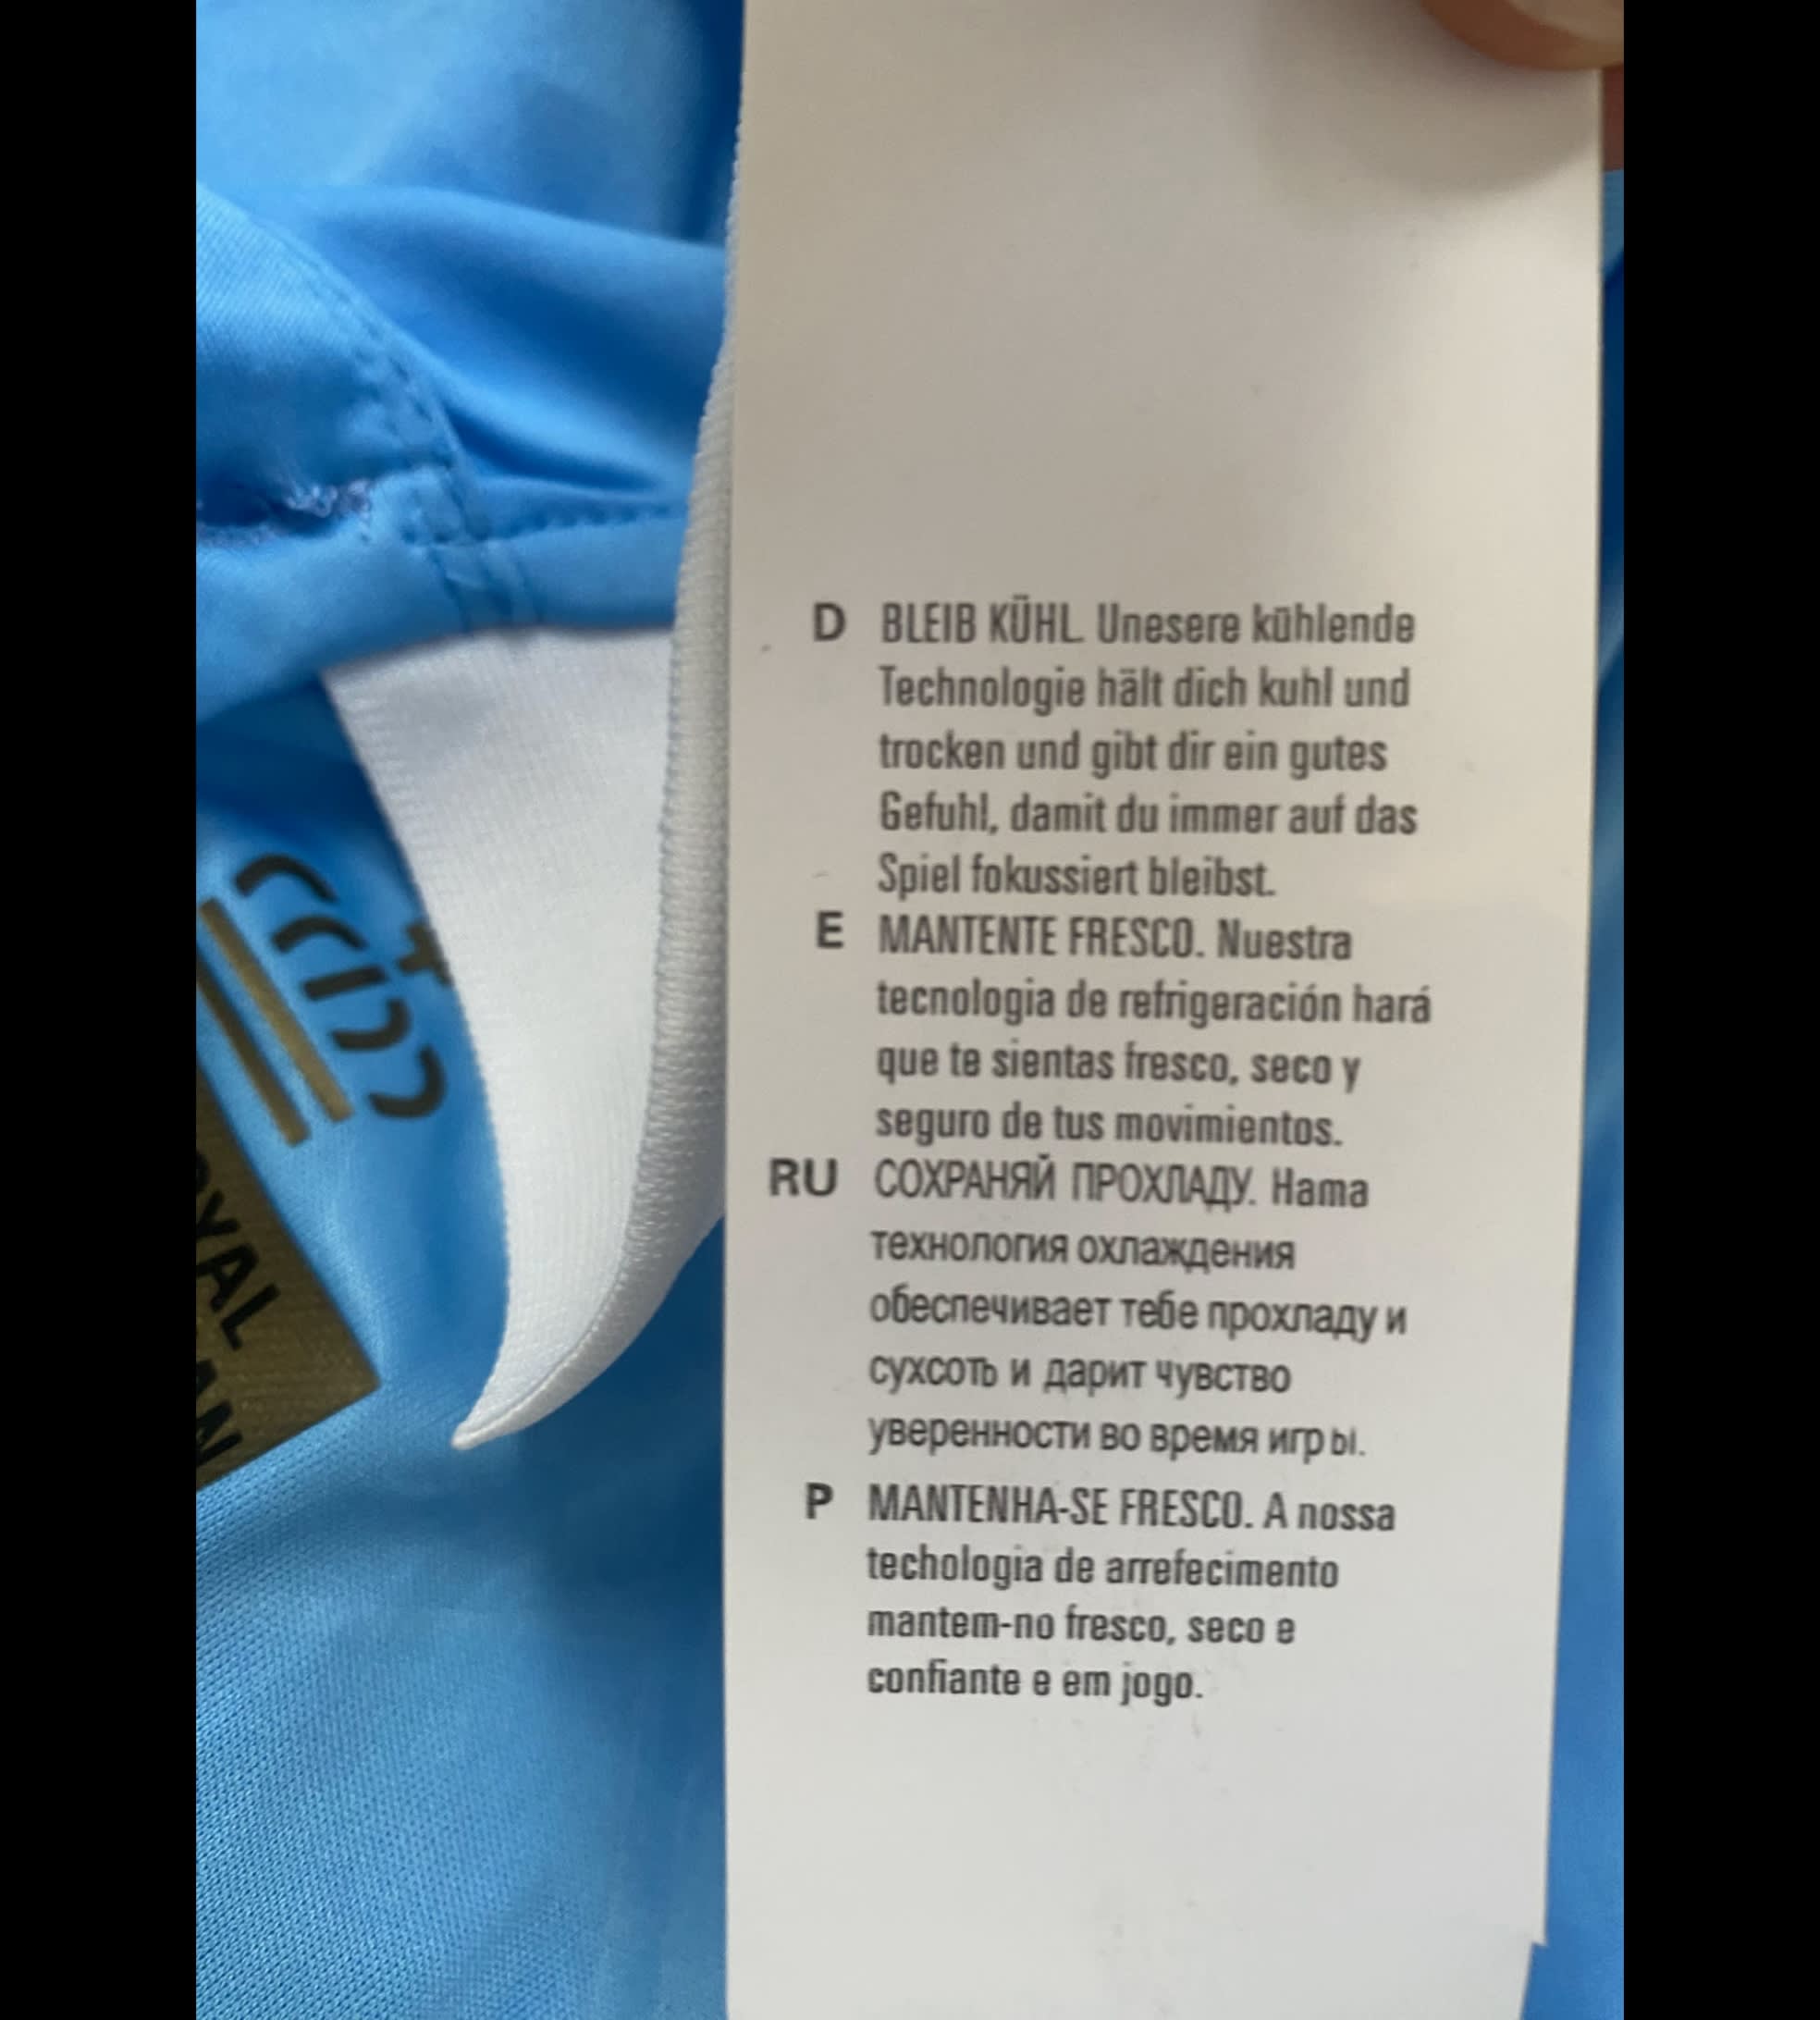 D BLEIB KÜHL. Unesere kühlende
Technologie hält dich kuhl und
trocken und gibt dir ein gutes
Gefuhl, damit du immer auf das
Spiel fokussiert bleibst.
E MANTENTE FRESCO. Nuestra
tecnologia de refrigeración hará
que te sientas fresco, seco y
seguro de tus movimientos.
RU СОХРАНЯЙ ПРОХЛАДУ. Hama
технология охлаждения
обеспечивает тебе прохладу и
сухсоть и дарит чувство
уверенности во время игры.
P MANTENHA-SE FRESCO. A nossa
techologia de arrefecimento
mantem-no fresco, seco e
confiante e em jogo.